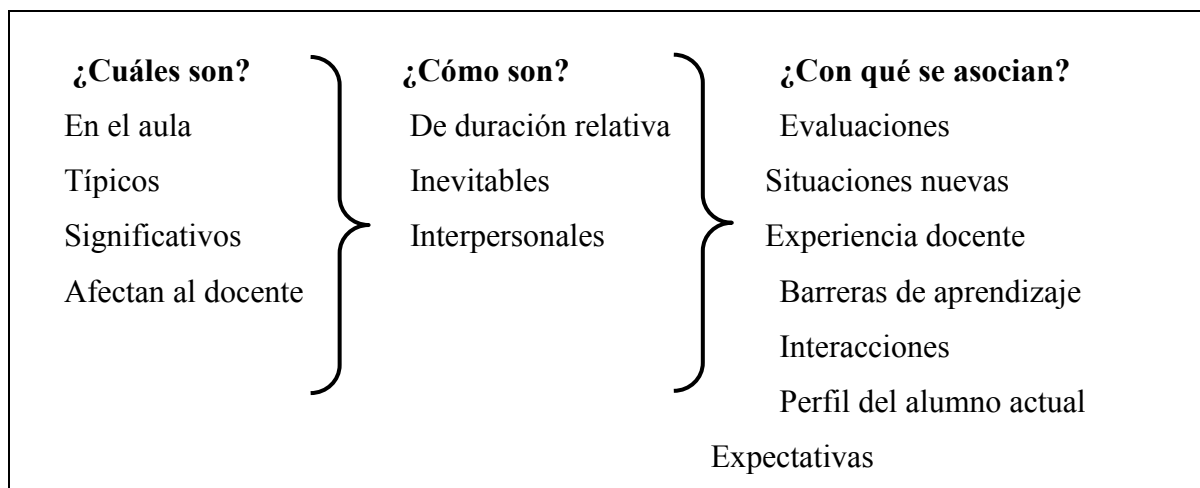 ¿Cuáles son?
En el aula
Típicos
Significativos
Afectan al docente
¿Cómo son?
De duración relativa
Inevitables
Interpersonales
¿Con qué se asocian?
Evaluaciones
Situaciones nuevas
Experiencia docente
Barreras de aprendizaje
Interacciones
Perfil del alumno actual
Expectativas